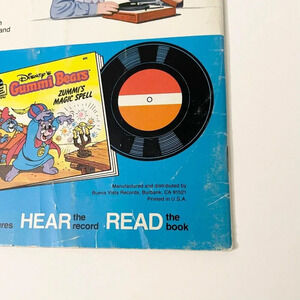 and
Disney's
Gummi Bears
ZUMMI'S
MAGIC SPELL
Manufactured and distributed by
Buena Vista Records, Burbank, CA 91521
Printed in U.S.A.
HEAR the record READ the book